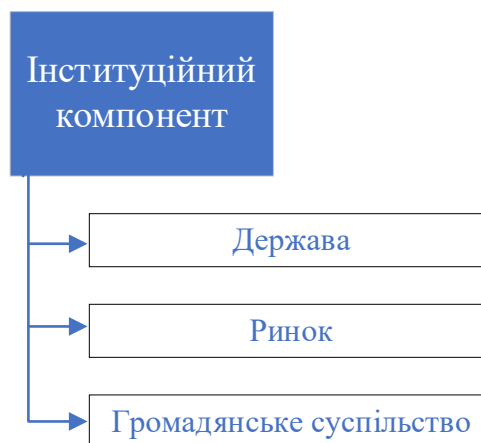 Інституційний
компонент
Держава
Ринок
Громадянське суспільство